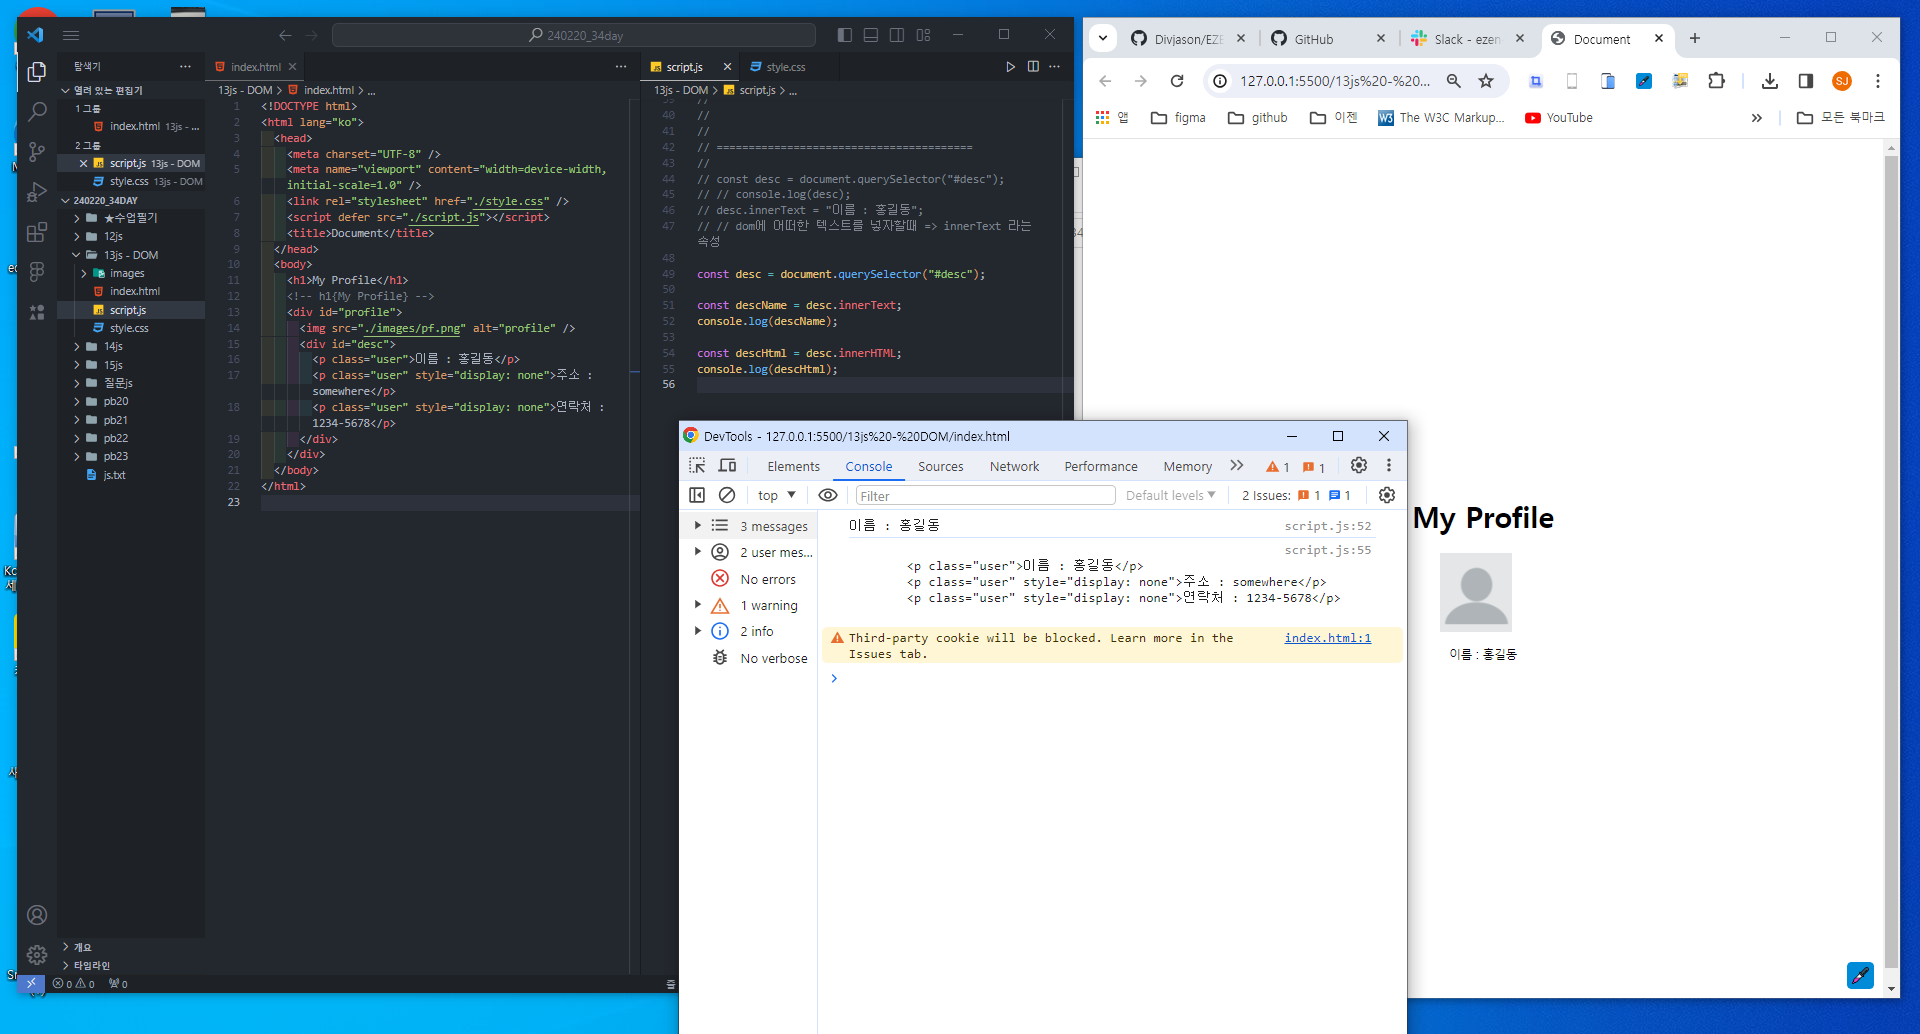 240220_34day
탐색기
열려 있는 편집기
1 그룹
index.html 13js - ...
2 그룹
script.js 13js - DOM
style.css 13js - DOM
240220_34DAY
★수업필기
12js
13js - DOM
images
index.html
script.js
style.css
14js
15js
질문js
pb20
pb21
pb22
pb23
js.txt
개요
타임라인
0 0 0
index.html
13js - DOM > index.html > ...
1 <!DOCTYPE html>
2 <html lang="ko">
3 <head>
4 <meta charset="UTF-8" />
5 <meta name="viewport" content="width=device-width,
initial-scale=1.0" />
6 <link rel="stylesheet" href="./style.css" />
7 <script defer src="./script.js"></script>
8 <title>Document</title>
9 </head>
10 <body>
11 <h1>My Profile</h1>
12 <!-- h1{My Profile} -->
13 <div id="profile">
14 <img src="./images/pf.png" alt="profile" />
15 <div id="desc">
16 <p class="user">이름 : 홍길동</p>
17 <p class="user" style="display: none">주소 :
somewhere</p>
18 <p class="user" style="display: none">연락처 :
1234-5678</p>
19 </div>
20 </div>
21 </body>
22 </html>
23
script.js
style.css
13js - DOM > script.js > ...
39 //
40 //
41 //
42 // ========================================
43 //
44 // const desc = document.querySelector("#desc");
45 // // console.log(desc);
46 // desc.innerText = "이름 : 홍길동";
47 // // dom에 어떠한 텍스트를 넣자할때 => innerText 라는
속성
48
49 const desc = document.querySelector("#desc");
50
51 const descName = desc.innerText;
52 console.log(descName);
53
54 const descHtml = desc.innerHTML;
55 console.log(descHtml);
56
DevTools - 127.0.0.1:5500/13js%20-%20DOM/index.html
Elements Console Sources Network Performance Memory 1 1
top Filter Default levels 2 Issues: 1 1
3 messages
2 user mes...
No errors
1 warning
2 info
No verbose
이름 : 홍길동 script.js:52
script.js:55
<p class="user">이름 : 홍길동</p>
<p class="user" style="display: none">주소 : somewhere</p>
<p class="user" style="display: none">연락처 : 1234-5678</p>
Third-party cookie will be blocked. Learn more in the index.html:1
Issues tab.
Divjason/EZE GitHub Slack - ezen Document
127.0.0.1:5500/13js%20-%20... SJ
앱 figma github 이젠 The W3C Markup... YouTube 모든 북마크
My Profile
이름 : 홍길동